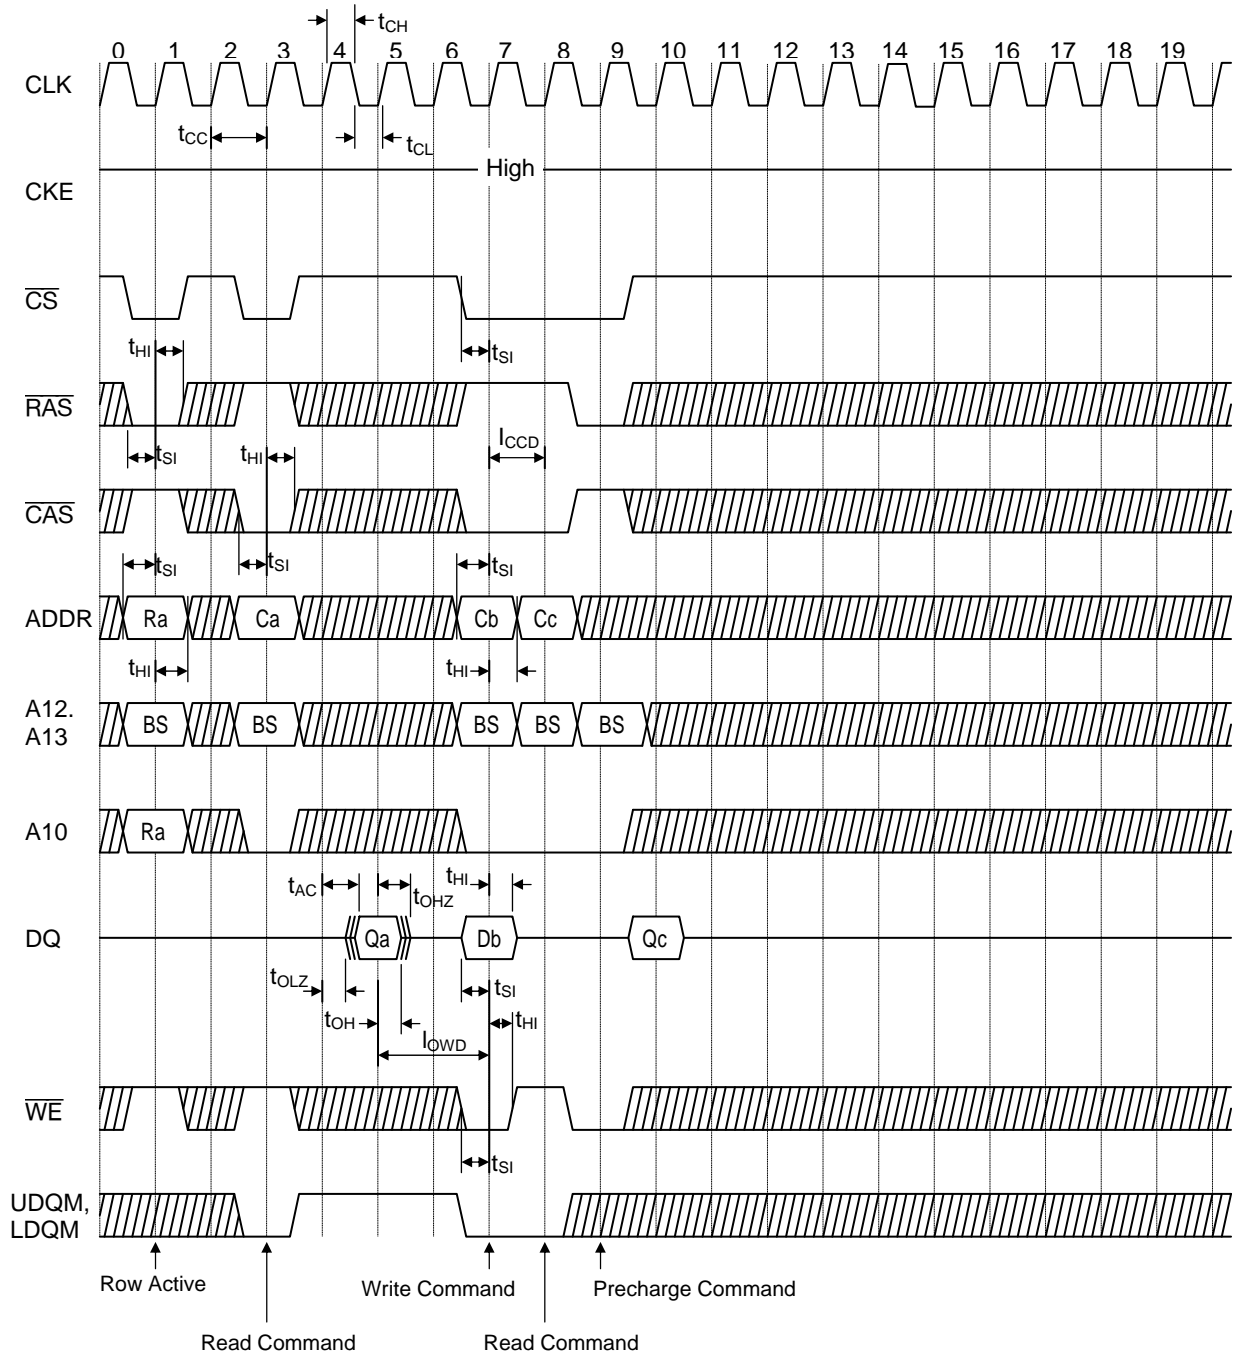 tCH
0 1 2 3 4 5 6 7 8 9 10 11 12 13 14 15 16 17 18 19
CLK
tCC
tCL
High
CKE
CS
tHI
tSI
RAS
tSI
tHI
lCCD
CAS
tSI
tSI
tSI
ADDR
Ra
Ca
Cb
Cc
tHI
tHI
A12.
A13
BS
BS
BS
BS
BS
A10
Ra
tAC
tOHZ
tHI
DQ
Qa
Db
Qc
tOLZ
tSI
tOH
tHI
lOWD
WE
tSI
UDQM,
LDQM
Row Active
Write Command
Precharge Command
Read Command
Read Command